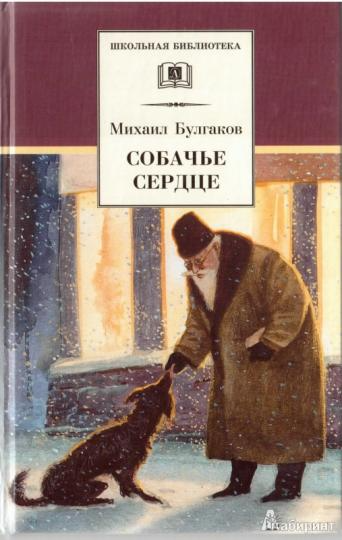 ШКОЛЬНАЯ БИБЛИОТЕКА
Михаил Булгаков
СОБАЧЬЕ
СЕРДЦЕ
Лабиринт